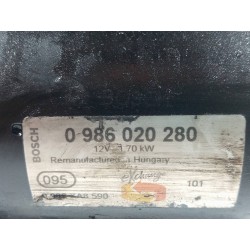 BOSCH
0 986 020 280
12V 1,70 kW
Remanufactured in Hungary
095
101